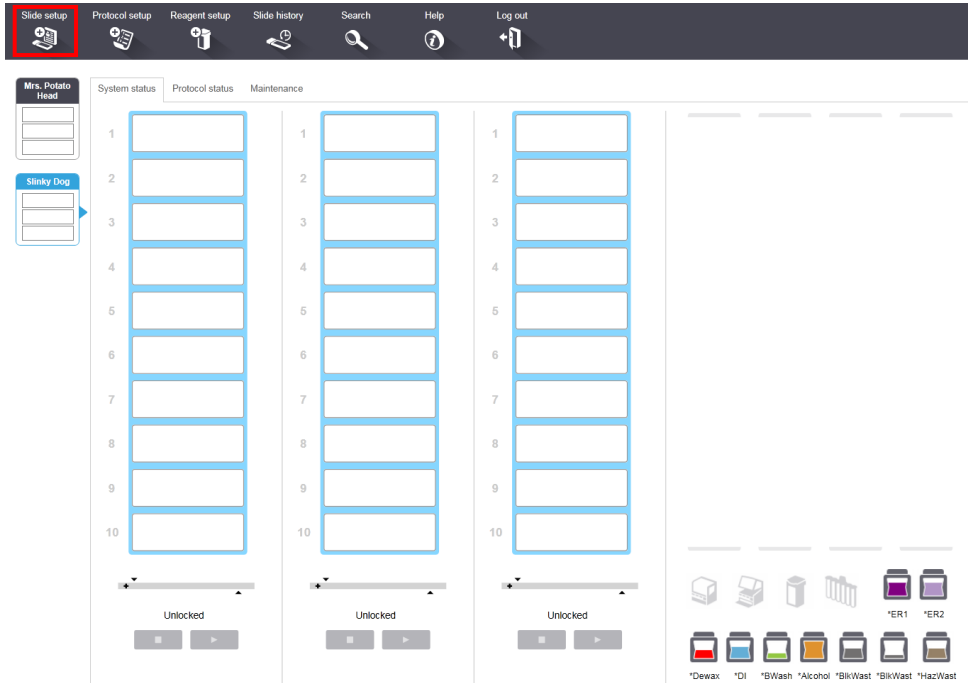 Slide setup Protocol setup Reagent setup Slide history Search Help Log out
Mrs. Potato
Head
System status Protocol status Maintenance
Slinky Dog
1 1 1
2 2 2
3 3 3
4 4 4
5 5 5
6 6 6
7 7 7
8 8 8
9 9 9
10 10 10
Unlocked Unlocked Unlocked
*ER1 *ER2
*Dewax *DI *BWash *Alcohol *BlkWast *BlkWast *HazWast